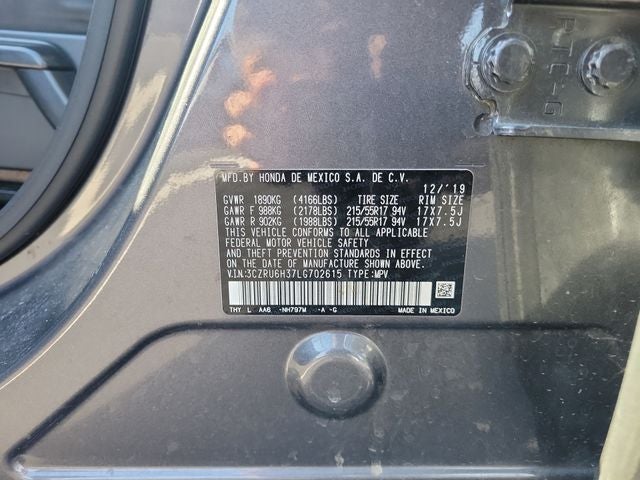 PTC-G
MFD.BY HONDA DE MEXICO S.A. DE C.V. 12/'19
GVWR 1890KG (4166LBS) TIRE SIZE RIM SIZE
GAWR F 988KG (2178LBS) 215/55R17 94V 17X7.5J
GAWR R 902KG (1988LBS) 215/55R17 94V 17X7.5J
THIS VEHICLE CONFORMS TO ALL APPLICABLE
FEDERAL MOTOR VEHICLE SAFETY
AND THEFT PREVENTION STANDARDS IN EFFECT
ON THE DATE OF MANUFACTURE SHOWN ABOVE.
V.I.N:3CZRU6H37LG702615 TYPE:MPV
THY L AA6 -NH797M -A -G MADE IN MEXICO